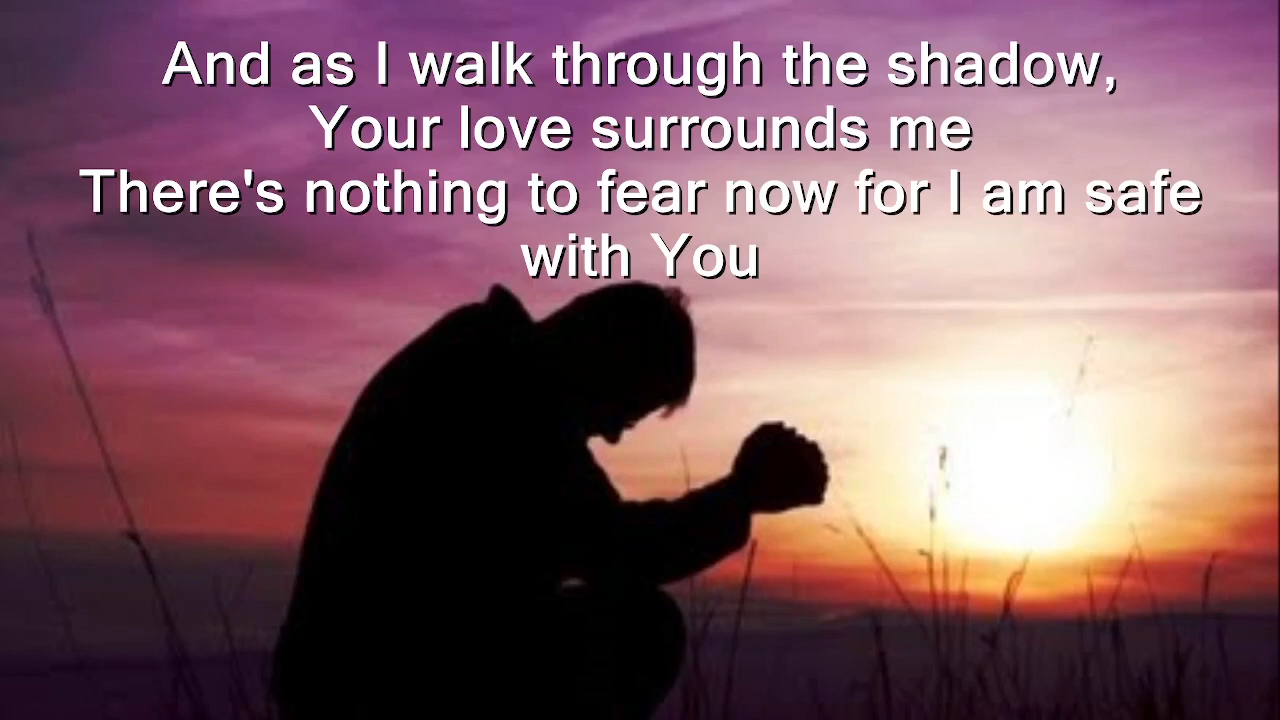 And as I walk through the shadow,
Your love surrounds me
There's nothing to fear now for I am safe
with You